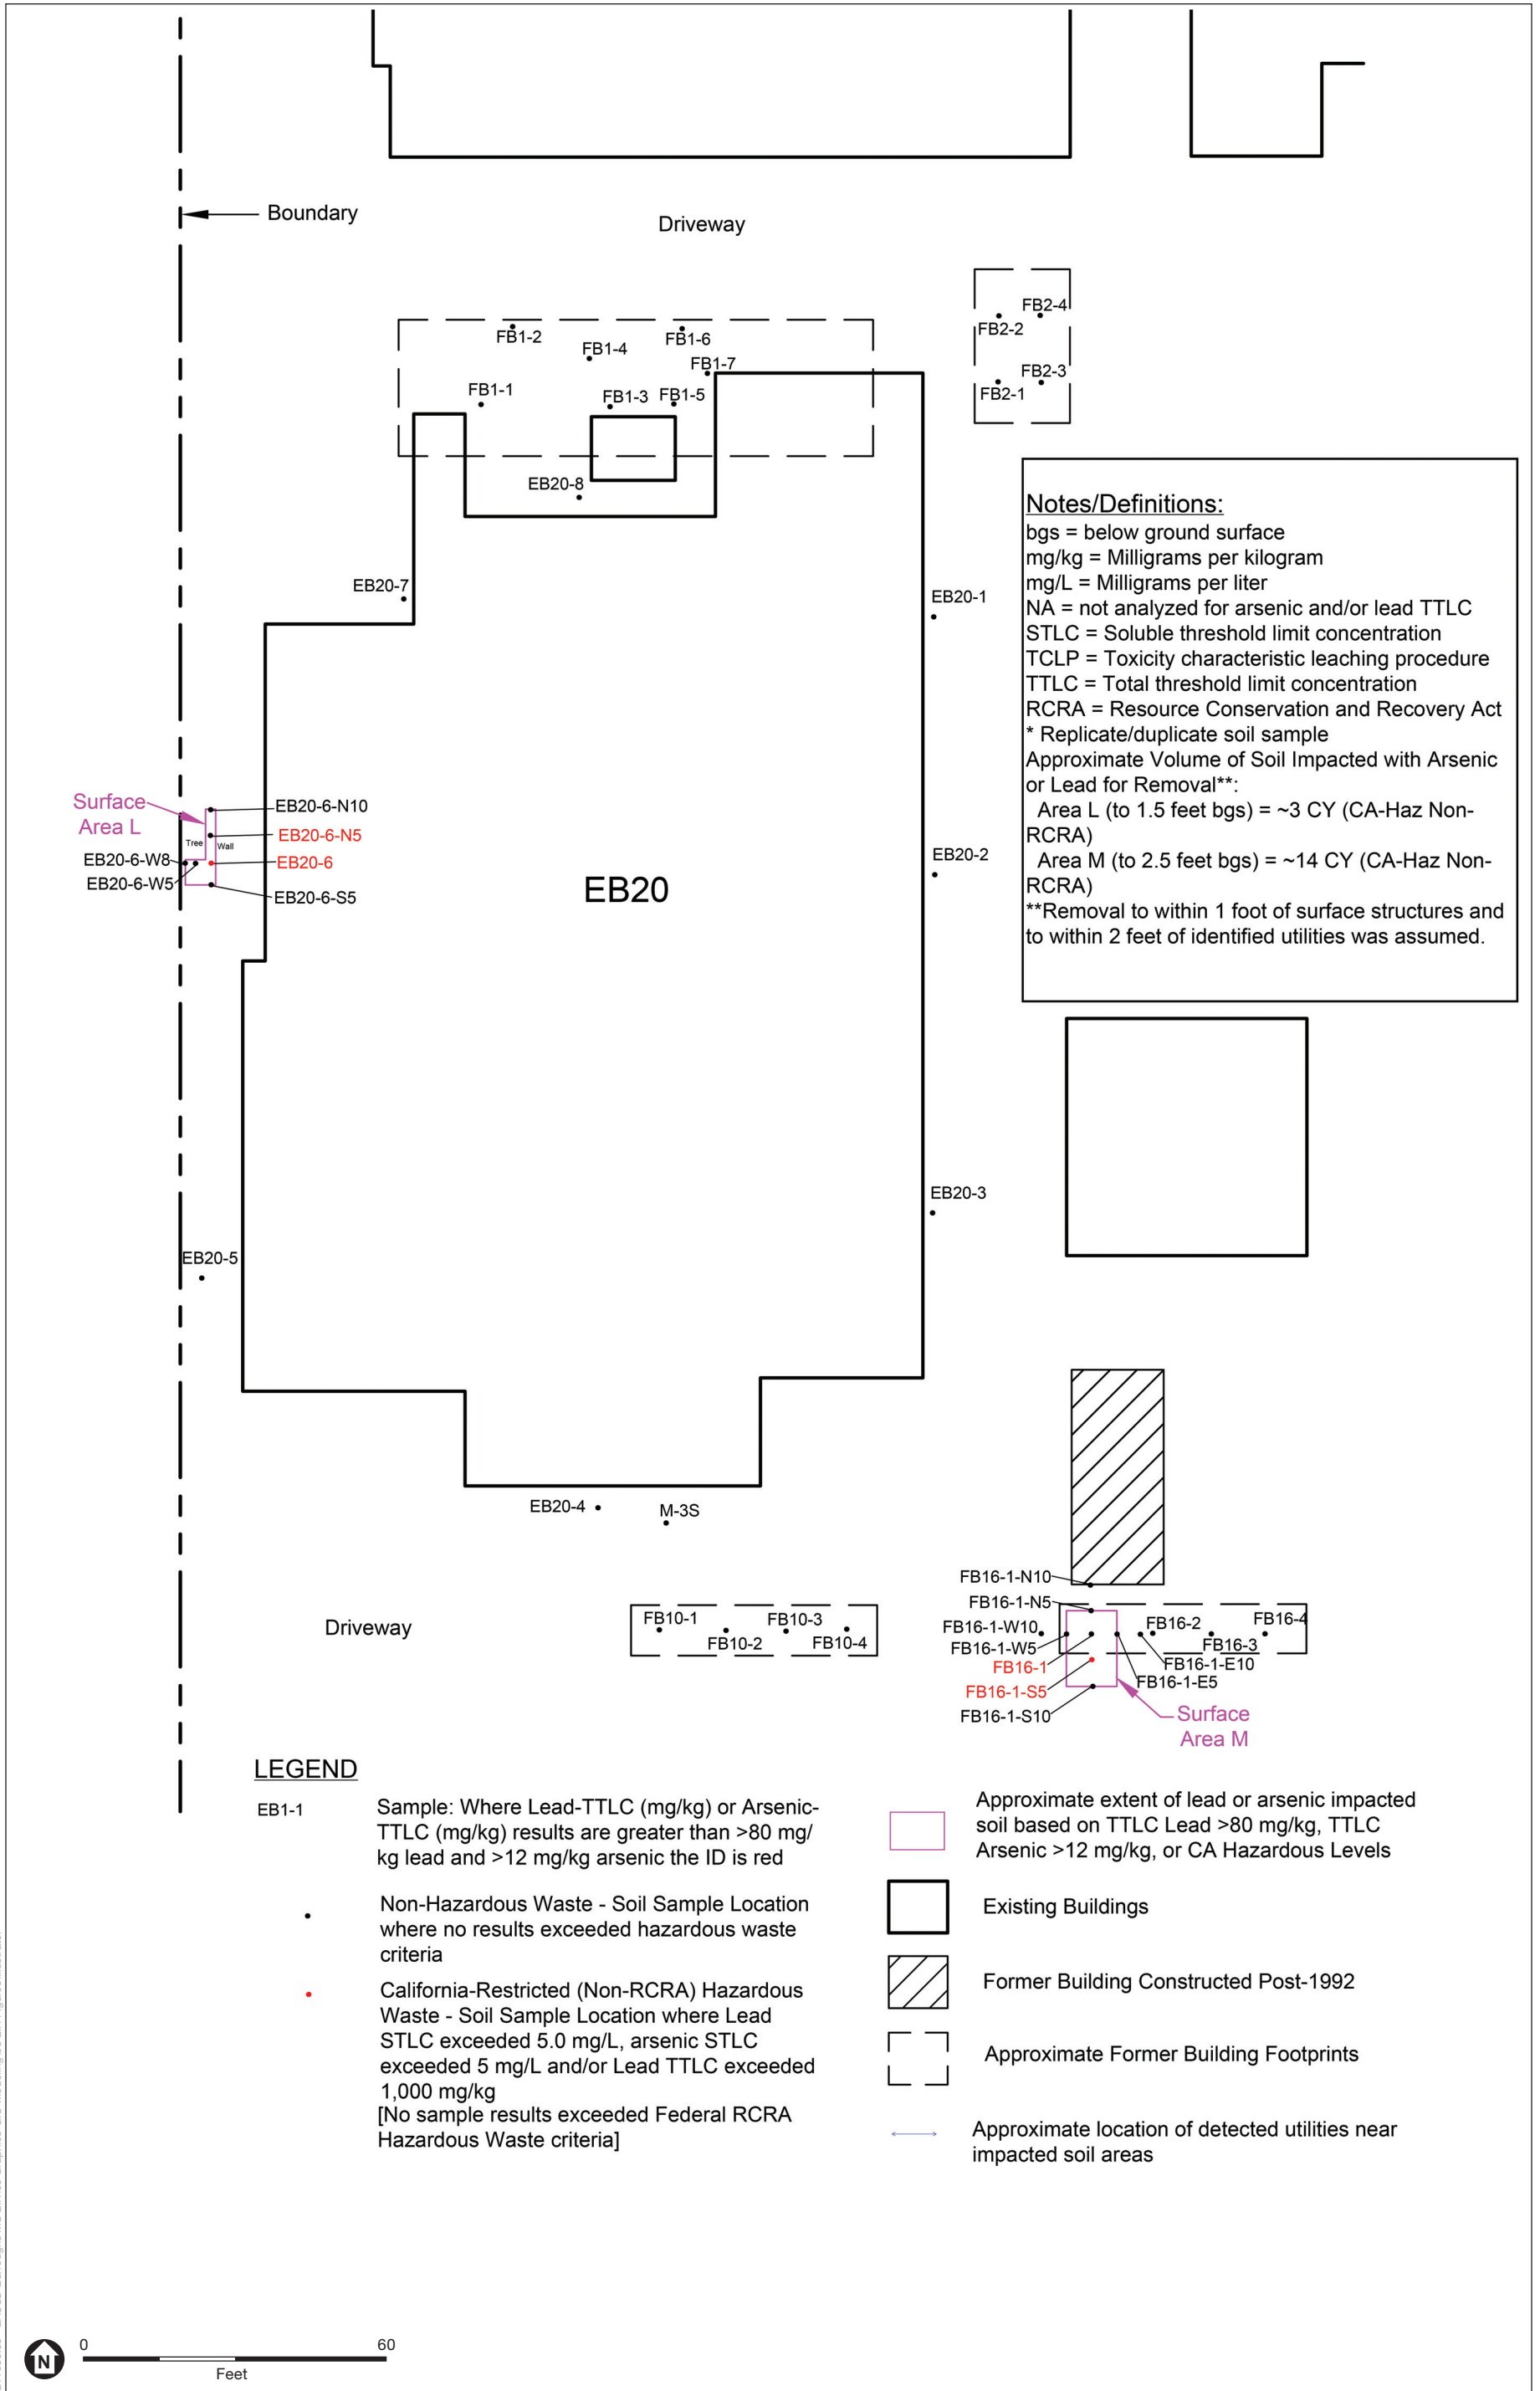 Boundary
Driveway
FB2-4
FB2-2
FB2-3
FB2-1
FB1-2
FB1-6
FB1-4
FB1-7
FB1-1
FB1-3
FB1-5
EB20-8
EB20-7
EB20-1
Notes/Definitions:
bgs = below ground surface
mg/kg = Milligrams per kilogram
mg/L = Milligrams per liter
NA = not analyzed for arsenic and/or lead TTLC
STLC = Soluble threshold limit concentration
TCLP = Toxicity characteristic leaching procedure
TTLC = Total threshold limit concentration
RCRA = Resource Conservation and Recovery Act
* Replicate/duplicate soil sample
Approximate Volume of Soil Impacted with Arsenic
or Lead for Removal**:
Area L (to 1.5 feet bgs) = ~3 CY (CA-Haz Non-
RCRA)
Area M (to 2.5 feet bgs) = ~14 CY (CA-Haz Non-
RCRA)
**Removal to within 1 foot of surface structures and
to within 2 feet of identified utilities was assumed.
Surface
Area L
EB20-6-N10
EB20-6-N5
Tree
Wall
EB20-6-W8
EB20-6
EB20-6-W5
EB20-6-S5
EB20
EB20-2
EB20-3
EB20-5
EB20-4
M-3S
Driveway
FB10-1
FB10-2
FB10-3
FB10-4
FB16-1-N10
FB16-1-N5
FB16-1-W10
FB16-1-W5
FB16-1
FB16-1-S5
FB16-1-S10
FB16-2
FB16-4
FB16-3
FB16-1-E10
FB16-1-E5
Surface
Area M
LEGEND
EB1-1
Sample: Where Lead-TTLC (mg/kg) or Arsenic-
TTLC (mg/kg) results are greater than >80 mg/
kg lead and >12 mg/kg arsenic the ID is red
Non-Hazardous Waste - Soil Sample Location
where no results exceeded hazardous waste
criteria
California-Restricted (Non-RCRA) Hazardous
Waste - Soil Sample Location where Lead
STLC exceeded 5.0 mg/L, arsenic STLC
exceeded 5 mg/L and/or Lead TTLC exceeded
1,000 mg/kg
[No sample results exceeded Federal RCRA
Hazardous Waste criteria]
Approximate extent of lead or arsenic impacted
soil based on TTLC Lead >80 mg/kg, TTLC
Arsenic >12 mg/kg, or CA Hazardous Levels
Existing Buildings
Former Building Constructed Post-1992
Approximate Former Building Footprints
Approximate location of detected utilities near
impacted soil areas
N
0
60
Feet